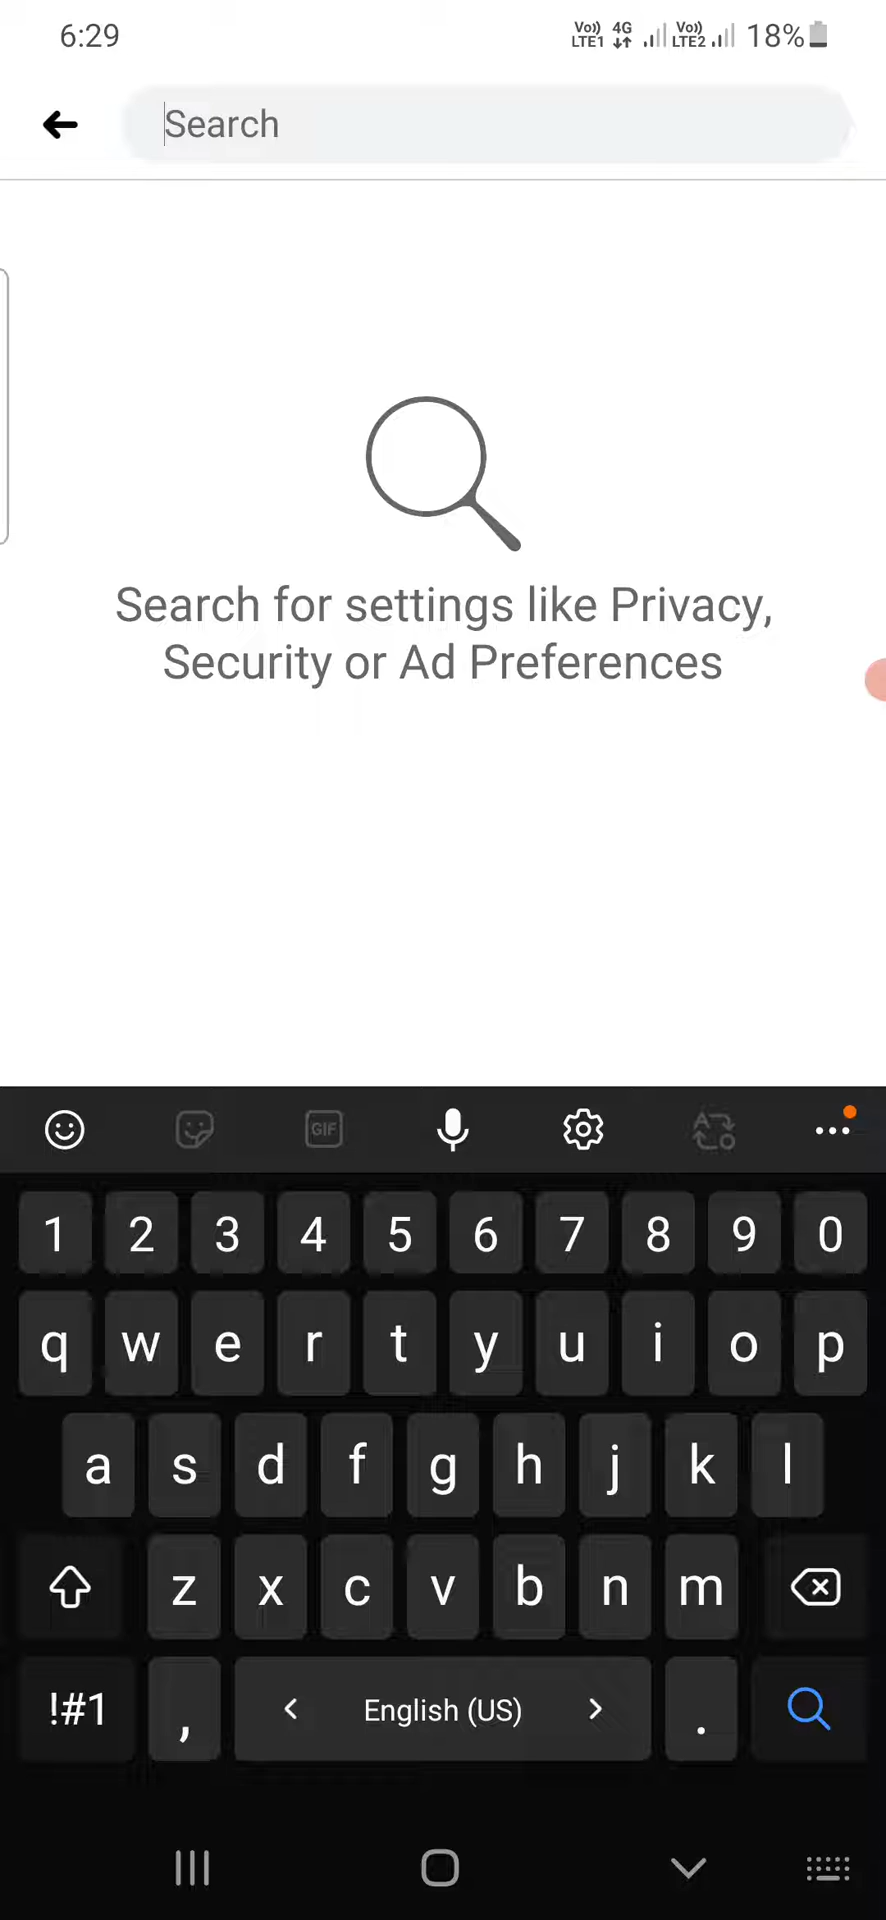 6:29
Vo)) 4G Vo)) 18%
LTE1 LTE2
Search
Search for settings like Privacy,
Security or Ad Preferences
GIF
A
1 2 3 4 5 6 7 8 9 0
q w e r t y u i o p
a s d f g h j k l
z x c v b n m
!#1 , < English (US) > .